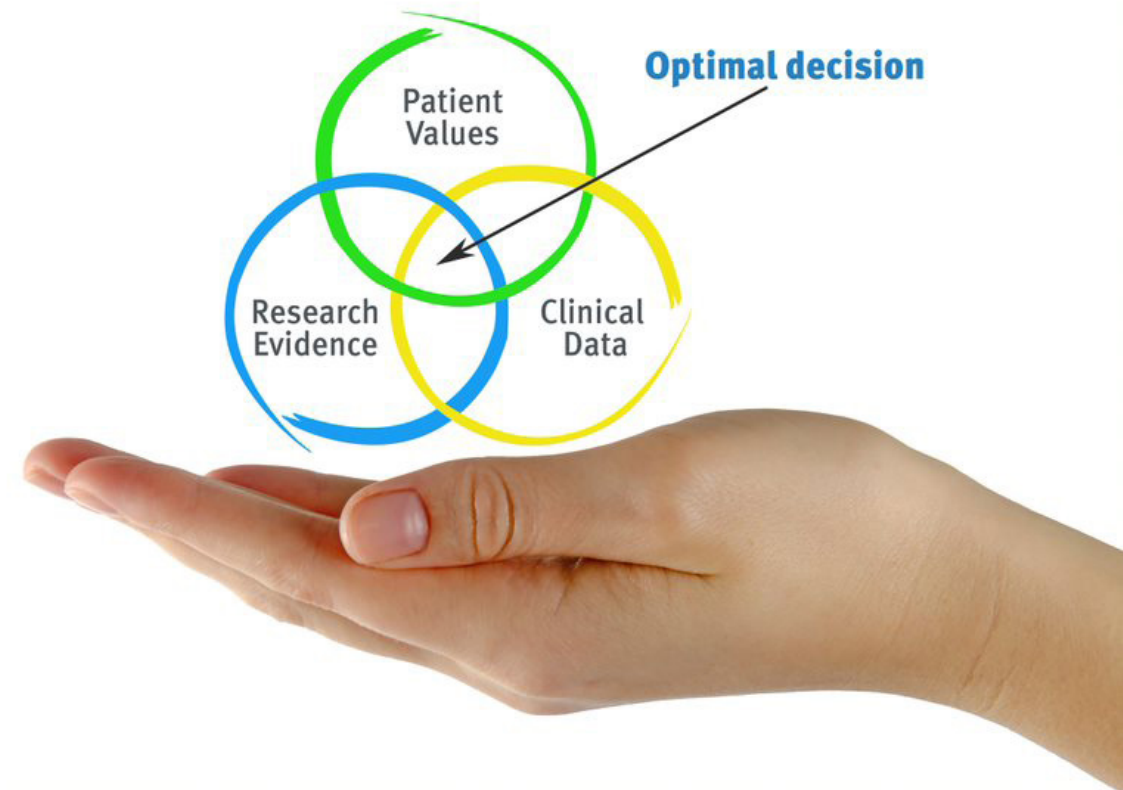 Optimal decision
Patient
Values
Research
Evidence
Clinical
Data